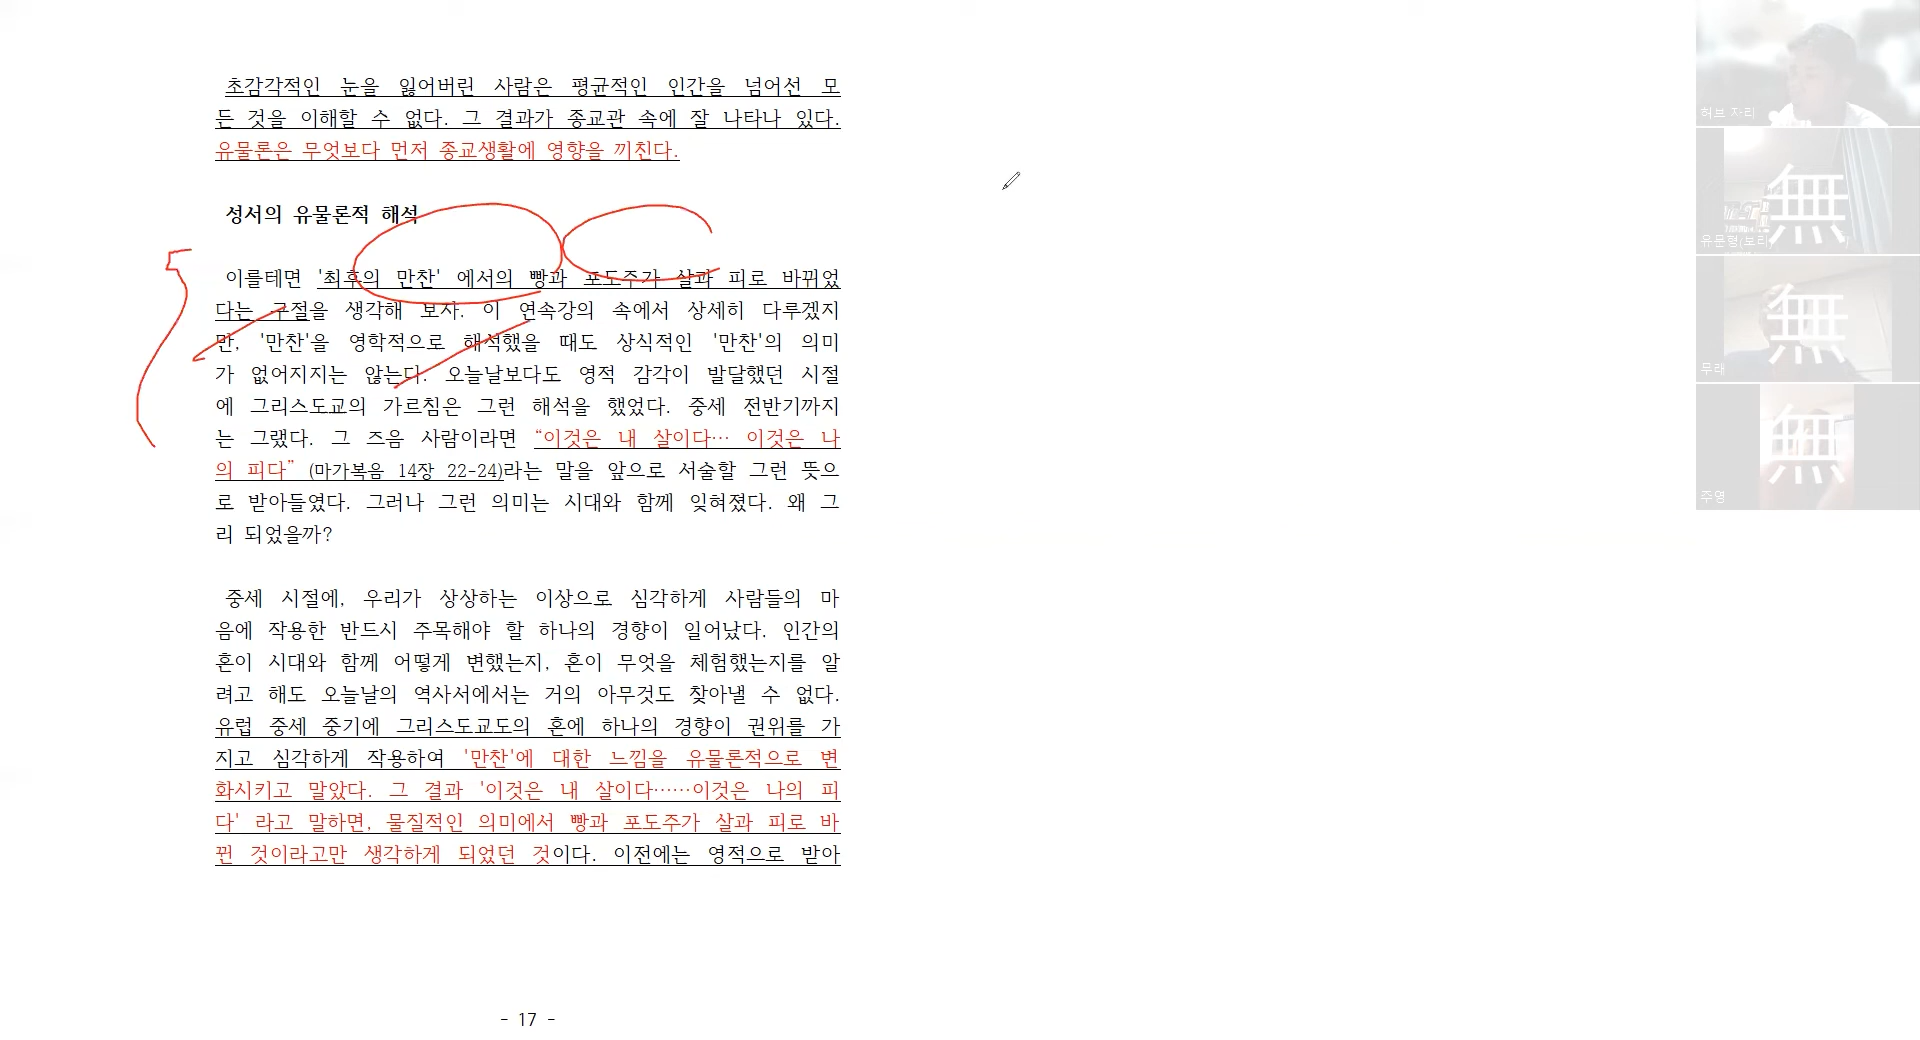 초감각적인 눈을 잃어버린 사람은 평균적인 인간을 넘어선 모
든 것을 이해할 수 없다. 그 결과가 종교관 속에 잘 나타나 있다.
유물론은 무엇보다 먼저 종교생활에 영향을 끼친다.
성서의 유물론적 해석
이를테면 '최후의 만찬' 에서의 빵과 포도주가 살과 피로 바뀌었
다는 구절을 생각해 보자. 이 연속강의 속에서 상세히 다루겠지
만, '만찬'을 영학적으로 해석했을 때도 상식적인 '만찬'의 의미
가 없어지지는 않는다. 오늘날보다도 영적 감각이 발달했던 시절
에 그리스도교의 가르침은 그런 해석을 했었다. 중세 전반기까지
는 그랬다. 그 즈음 사람이라면 “이것은 내 살이다… 이것은 나
의 피다” (마가복음 14장 22-24)라는 말을 앞으로 서술할 그런 뜻으
로 받아들였다. 그러나 그런 의미는 시대와 함께 잊혀졌다. 왜 그
리 되었을까?
중세 시절에, 우리가 상상하는 이상으로 심각하게 사람들의 마
음에 작용한 반드시 주목해야 할 하나의 경향이 일어났다. 인간의
혼이 시대와 함께 어떻게 변했는지, 혼이 무엇을 체험했는지를 알
려고 해도 오늘날의 역사서에서는 거의 아무것도 찾아낼 수 없다.
유럽 중세 중기에 그리스도교도의 혼에 하나의 경향이 권위를 가
지고 심각하게 작용하여 '만찬'에 대한 느낌을 유물론적으로 변
화시키고 말았다. 그 결과 '이것은 내 살이다……이것은 나의 피
다' 라고 말하면, 물질적인 의미에서 빵과 포도주가 살과 피로 바
뀐 것이라고만 생각하게 되었던 것이다. 이전에는 영적으로 받아
- 17 -
허브 자리
無
유문형(보리)
無
무래
無
주영